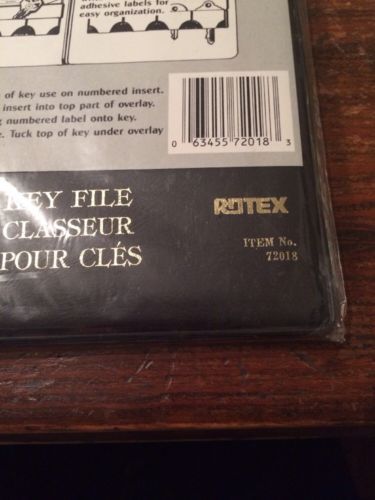 adhesive labels for
easy organization.
of key use on numbered insert.
insert into top part of overlay.
numbered label onto key.
e. Tuck top of key under overlay
0 63455 72018 3
KEY FILE
CLASSEUR
POUR CLÉS
ROTEX
ITEM No.
72018